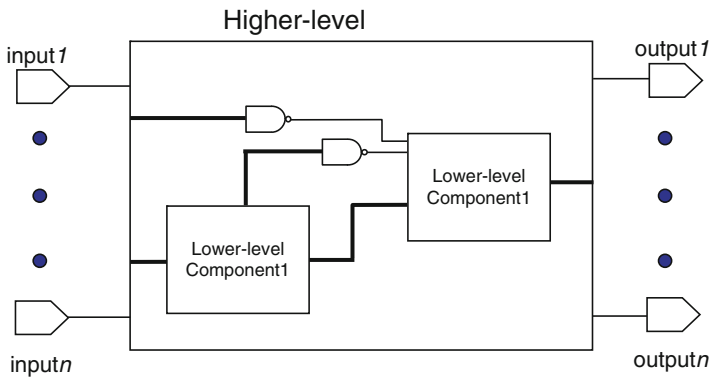 Higher-level
input1
output1
Lower-level
Component1
Lower-level
Component1
inputn
outputn